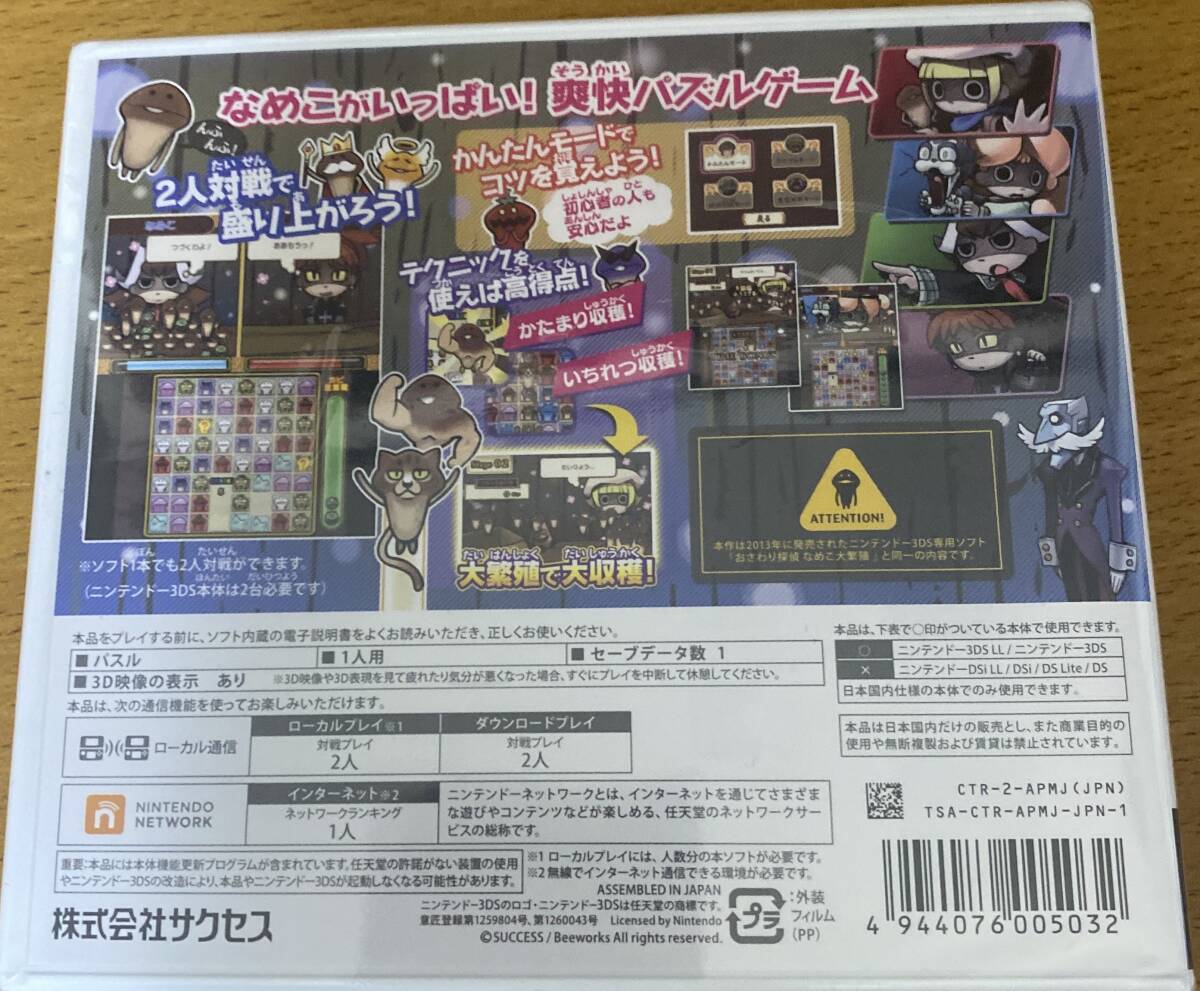 なめこがいっぱい! 爽快パズルゲーム
そう かい
んふんふ!
たい せん
2人対戦で
盛り上がろう!
かんたんモードで
コツを覚えよう!
しょしんしゃ ひと
初心者の人も
あんしん
安心だよ
かんたんモード
戻る
なめこ
つづくわよ!
テクニックを
つか こうとくてん
使えば高得点!
しゅうかく
かたまり収穫!
しゅうかく
いちれつ収穫!
Stage 02
だい はんしょく だい しゅうかく
大繁殖で大収穫!
ATTENTION!
本作は2013年に発売されたニンテンドー3DS専用ソフト
『おさわり探偵 なめこ大繁殖』と同一の内容です。
ぽん たいせん
※ソフト1本でも2人対戦ができます。
ほんたい だいひつよう
(ニンテンドー3DS本体は2台必要です)
本品をプレイする前に、ソフト内蔵の電子説明書をよくお読みいただき、正しくお使いください。
■パズル ■1人用 ■セーブデータ数 1
■3D映像の表示 あり ※3D映像や3D表現を見て疲れたり気分が悪くなった場合、すぐにプレイを中断して休憩してください。
本品は、次の通信機能を使ってお楽しみいただけます。
ローカル通信
ローカルプレイ※1 ダウンロードプレイ
対戦プレイ 対戦プレイ
2人 2人
NINTENDO
NETWORK
インターネット※2
ネットワークランキング
1人
ニンテンドーネットワークとは、インターネットを通じてさまざま
な遊びやコンテンツなどが楽しめる、任天堂のネットワークサー
ビスの総称です。
重要:本品には本体機能更新プログラムが含まれています。任天堂の許諾がない装置の使用
やニンテンドー3DSの改造により、本品やニンテンドー3DSが起動しなくなる可能性があります。
※1 ローカルプレイには、人数分の本ソフトが必要です。
※2 無線でインターネット通信できる環境が必要です。
株式会社サクセス
ASSEMBLED IN JAPAN
ニンテンドー3DSのロゴ・ニンテンドー3DSは任天堂の商標です。
意匠登録第1259804号、第1260043号 Licensed by Nintendo
©SUCCESS / Beeworks All rights reserved.
プラ
:外装
フィルム
(PP)
本品は、下表で○印がついている本体で使用できます。
○ ニンテンドー3DS LL / ニンテンドー3DS
× ニンテンドーDSi LL / DSi / DS Lite / DS
日本国内仕様の本体でのみ使用できます。
本品は日本国内だけの販売とし、また商業目的の
使用や無断複製および賃貸は禁止されています。
CTR-2-APMJ(JPN)
TSA-CTR-APMJ-JPN-1
4 944076 005032